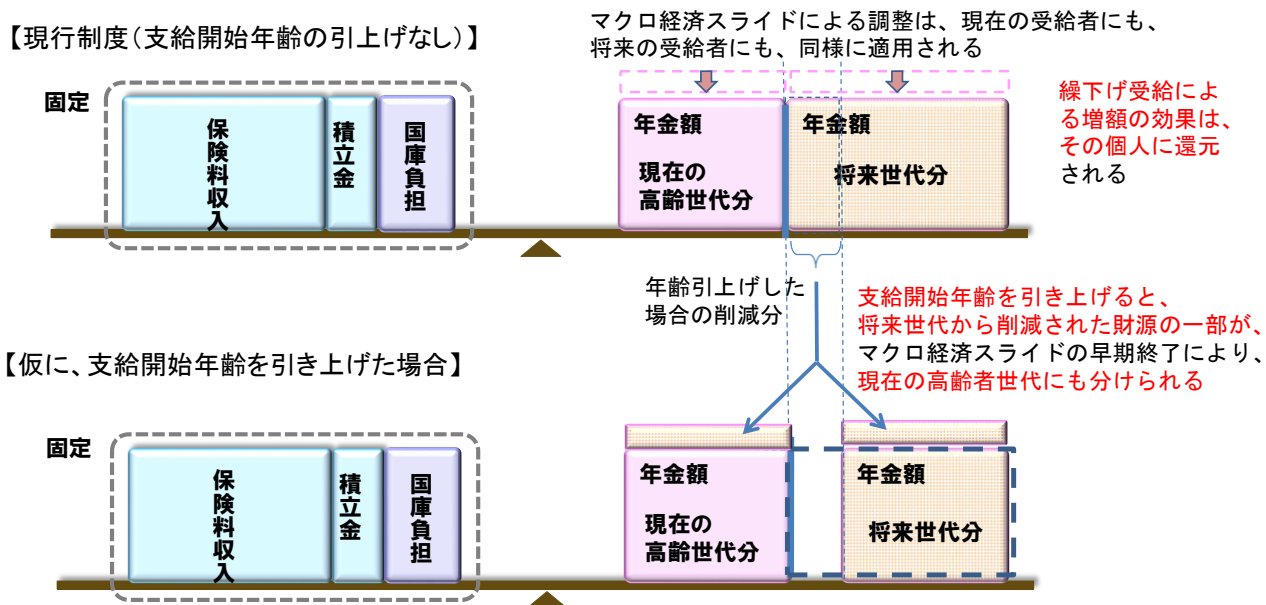 【現行制度(支給開始年齢の引上げなし)】
マクロ経済スライドによる調整は、現在の受給者にも、
将来の受給者にも、同様に適用される
固定
保険料収入
積立金
国庫負担
年金額
現在の
高齢世代分
年金額
将来世代分
繰下げ受給によ
る増額の効果は、
その個人に還元
される
年齢引上げした
場合の削減分
支給開始年齢を引き上げると、
将来世代から削減された財源の一部が、
マクロ経済スライドの早期終了により、
現在の高齢者世代にも分けられる
【仮に、支給開始年齢を引き上げた場合】
固定
保険料収入
積立金
国庫負担
年金額
現在の
高齢世代分
年金額
将来世代分